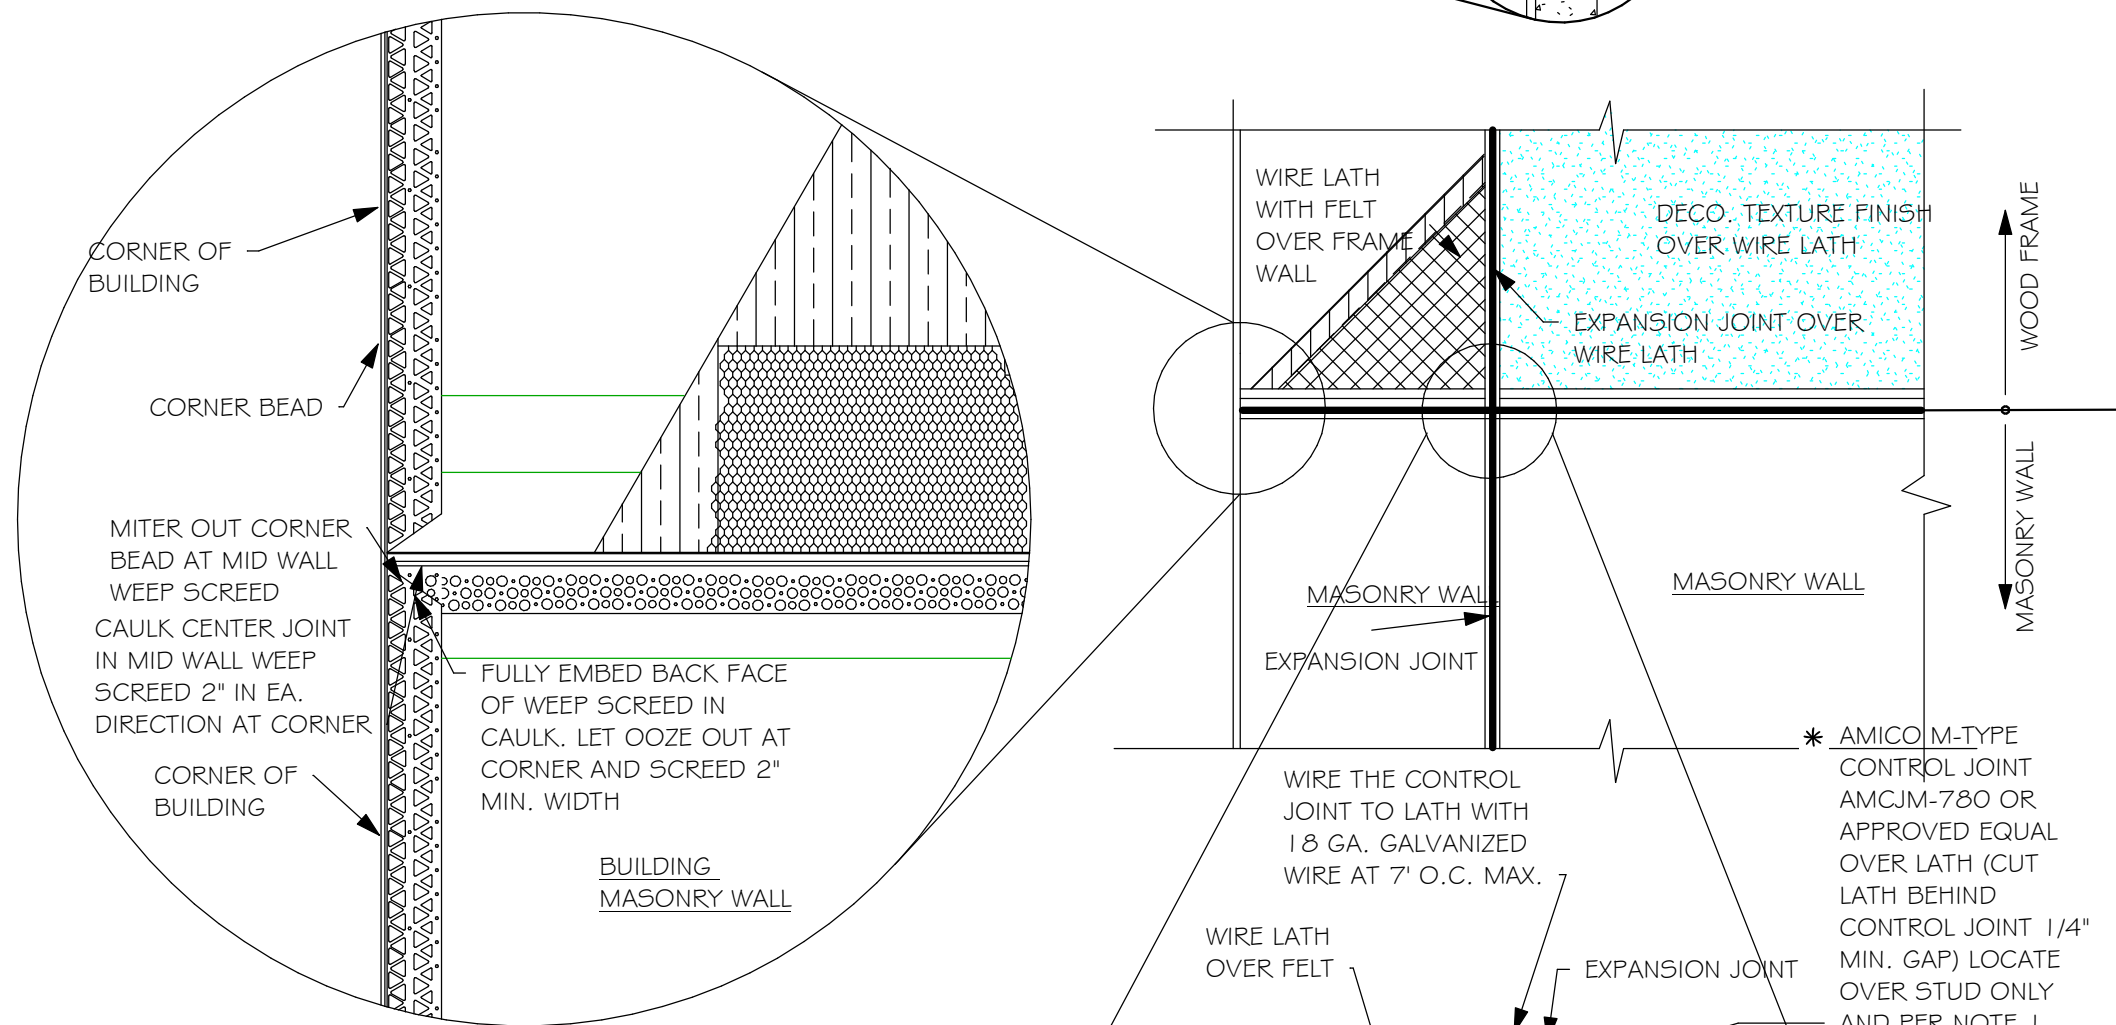 CORNER OF
BUILDING
CORNER BEAD
MITER OUT CORNER
BEAD AT MID WALL
WEEP SCREED
CAULK CENTER JOINT
IN MID WALL WEEP
SCREED 2" IN EA.
DIRECTION AT CORNER
CORNER OF
BUILDING
FULLY EMBED BACK FACE
OF WEEP SCREED IN
CAULK. LET OOZE OUT AT
CORNER AND SCREED 2"
MIN. WIDTH
BUILDING
MASONRY WALL
WIRE LATH
WITH FELT
OVER FRAME
WALL
DECO. TEXTURE FINISH
OVER WIRE LATH
EXPANSION JOINT OVER
WIRE LATH
WOOD FRAME
MASONRY WALL
MASONRY WALL
EXPANSION JOINT
MASONRY WALL
WIRE THE CONTROL
JOINT TO LATH WITH
18 GA. GALVANIZED
WIRE AT 7' O.C. MAX.
WIRE LATH
OVER FELT
EXPANSION JOINT
* AMICO M-TYPE
CONTROL JOINT
AMCJM-780 OR
APPROVED EQUAL
OVER LATH (CUT
LATH BEHIND
CONTROL JOINT 1/4"
MIN. GAP) LOCATE
OVER STUD ONLY
AND PER NOTE 1